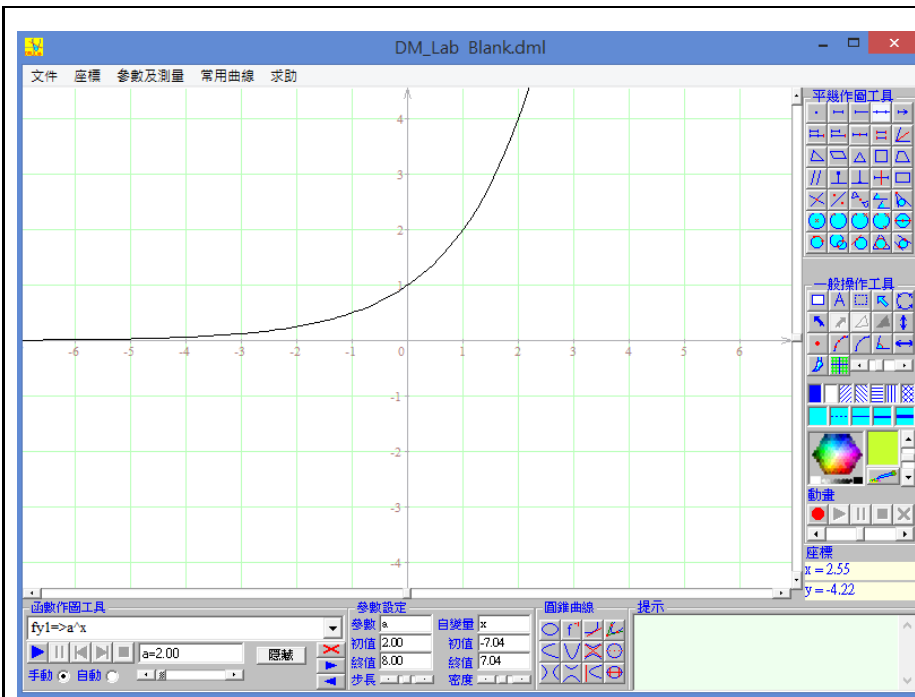 DM_Lab Blank.dml
文件 座標 參數及測量 常用曲線 求助
平幾作圖工具
4
3
2
1
-6 -5 -4 -3 -2 -1 0 1 2 3 4 5 6
-1
-2
-3
-4
一般操作工具
A
動畫
座標
x = 2.55
y = -4.22
函數作圖工具
fy1=>a^x
a=2.00 隱藏
手動 自動
參數設定
參數 a 自變量 x
初值 2.00 初值 -7.04
終值 8.00 終值 7.04
步長 密度
圓錐曲線
提示